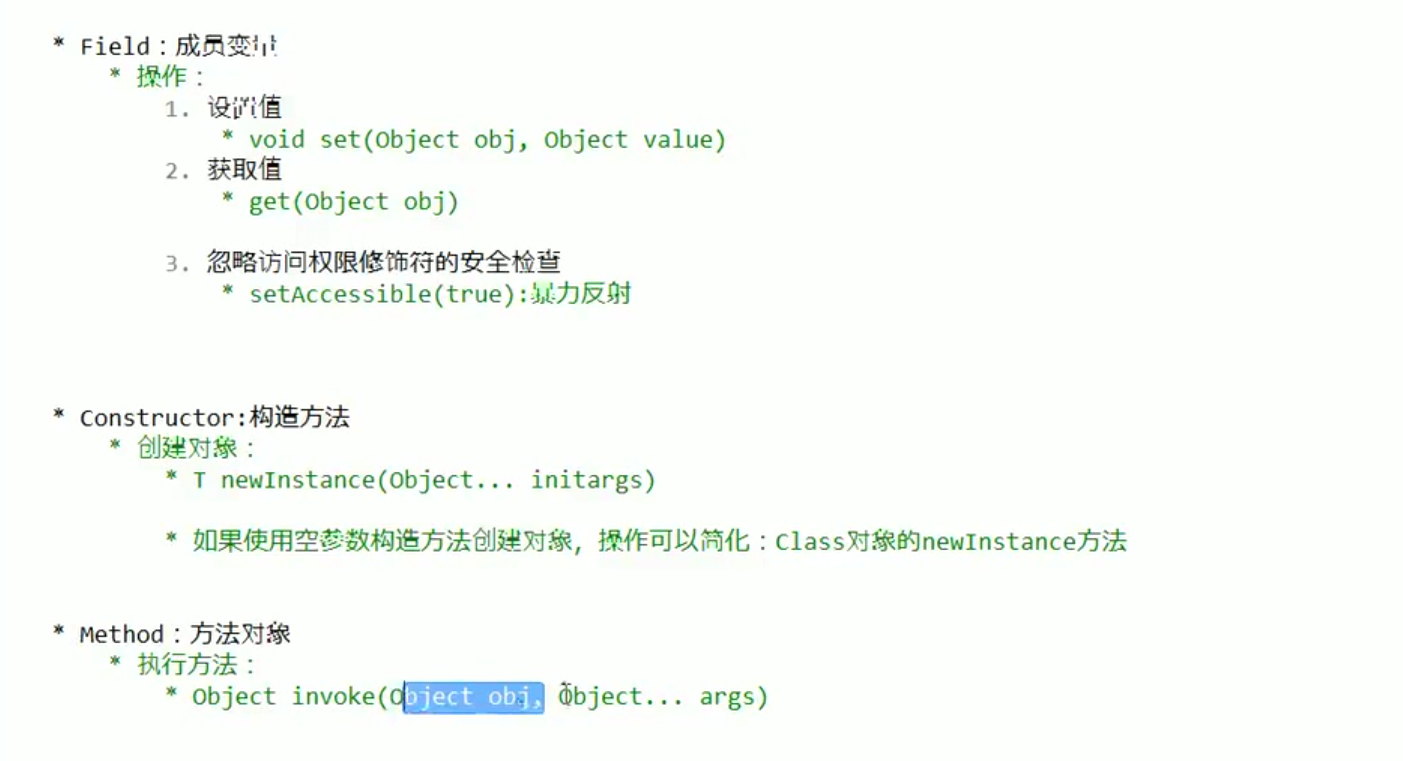 * Field：成员变量
* 操作：
1. 设置值
* void set(Object obj, Object value)
2. 获取值
* get(Object obj)
3. 忽略访问权限修饰符的安全检查
* setAccessible(true):暴力反射
* Constructor:构造方法
* 创建对象：
* T newInstance(Object... initargs)
* 如果使用空参数构造方法创建对象，操作可以简化：Class对象的newInstance方法
* Method：方法对象
* 执行方法：
* Object invoke(Object obj, Object... args)